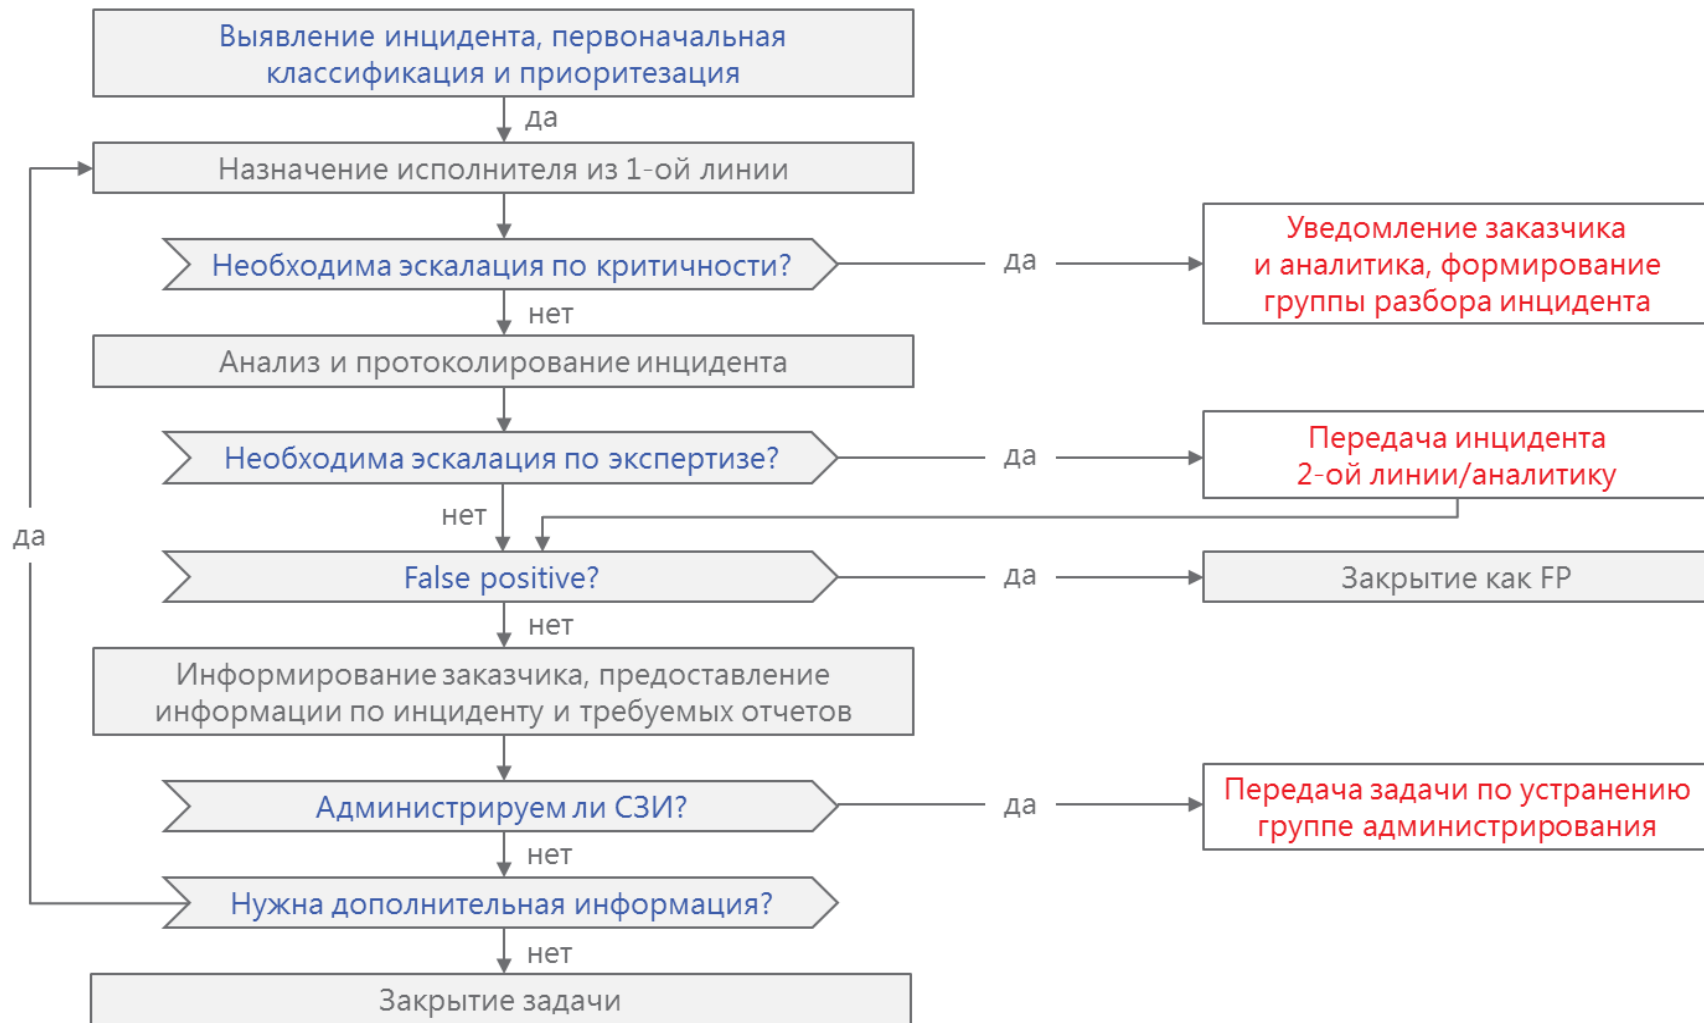 Выявление инцидента, первоначальная
классификация и приоритезация
да
Назначение исполнителя из 1-ой линии
Необходима эскалация по критичности?
да
Уведомление заказчика
и аналитика, формирование
группы разбора инцидента
нет
Анализ и протоколирование инцидента
Необходима эскалация по экспертизе?
да
Передача инцидента
2-ой линии/аналитику
нет
да
False positive?
да
Закрытие как FP
нет
Информирование заказчика, предоставление
информации по инциденту и требуемых отчетов
Администрируем ли СЗИ?
да
Передача задачи по устранению
группе администрирования
нет
Нужна дополнительная информация?
нет
Закрытие задачи